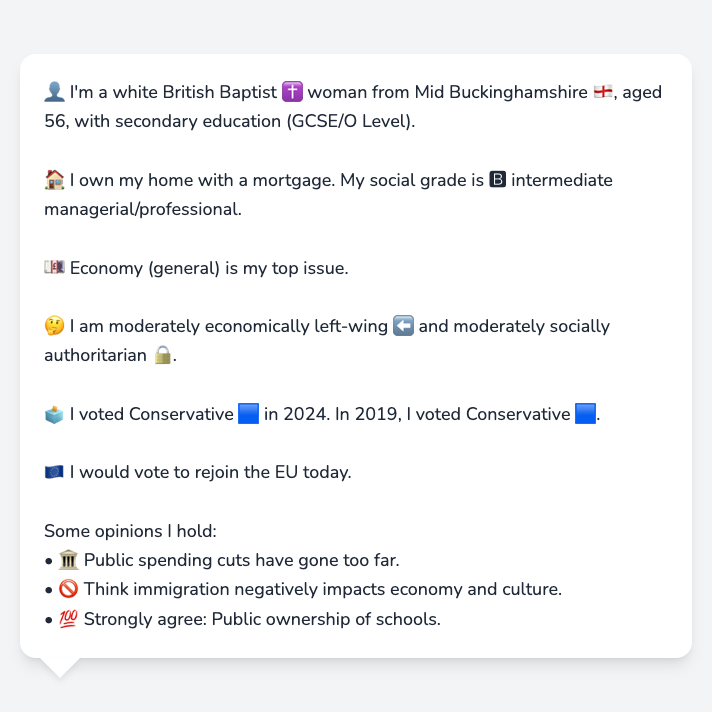 👤 I'm a white British Baptist ✝️ woman from Mid Buckinghamshire 🏴󠁧󠁢󠁥󠁮󠁧󠁿, aged
56, with secondary education (GCSE/O Level).
🏠 I own my home with a mortgage. My social grade is 🅱 intermediate
managerial/professional.
💷 Economy (general) is my top issue.
🤔 I am moderately economically left-wing ⬅️ and moderately socially
authoritarian 🔒.
🗳️ I voted Conservative 🟦 in 2024. In 2019, I voted Conservative 🟦.
🇪🇺 I would vote to rejoin the EU today.
Some opinions I hold:
• 🏛️ Public spending cuts have gone too far.
• 🚫 Think immigration negatively impacts economy and culture.
• 💯 Strongly agree: Public ownership of schools.